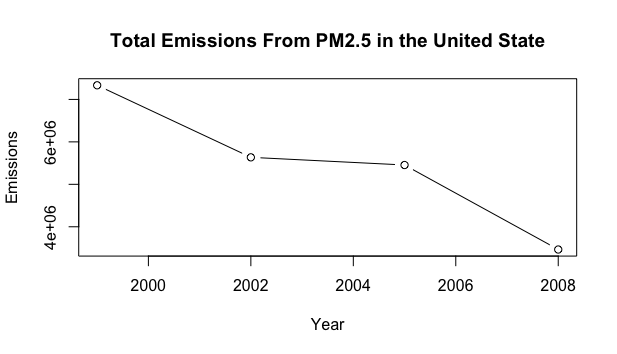 Total Emissions From PM2.5 in the United State
Emissions
6e+06
4e+06
2000 2002 2004 2006 2008
Year